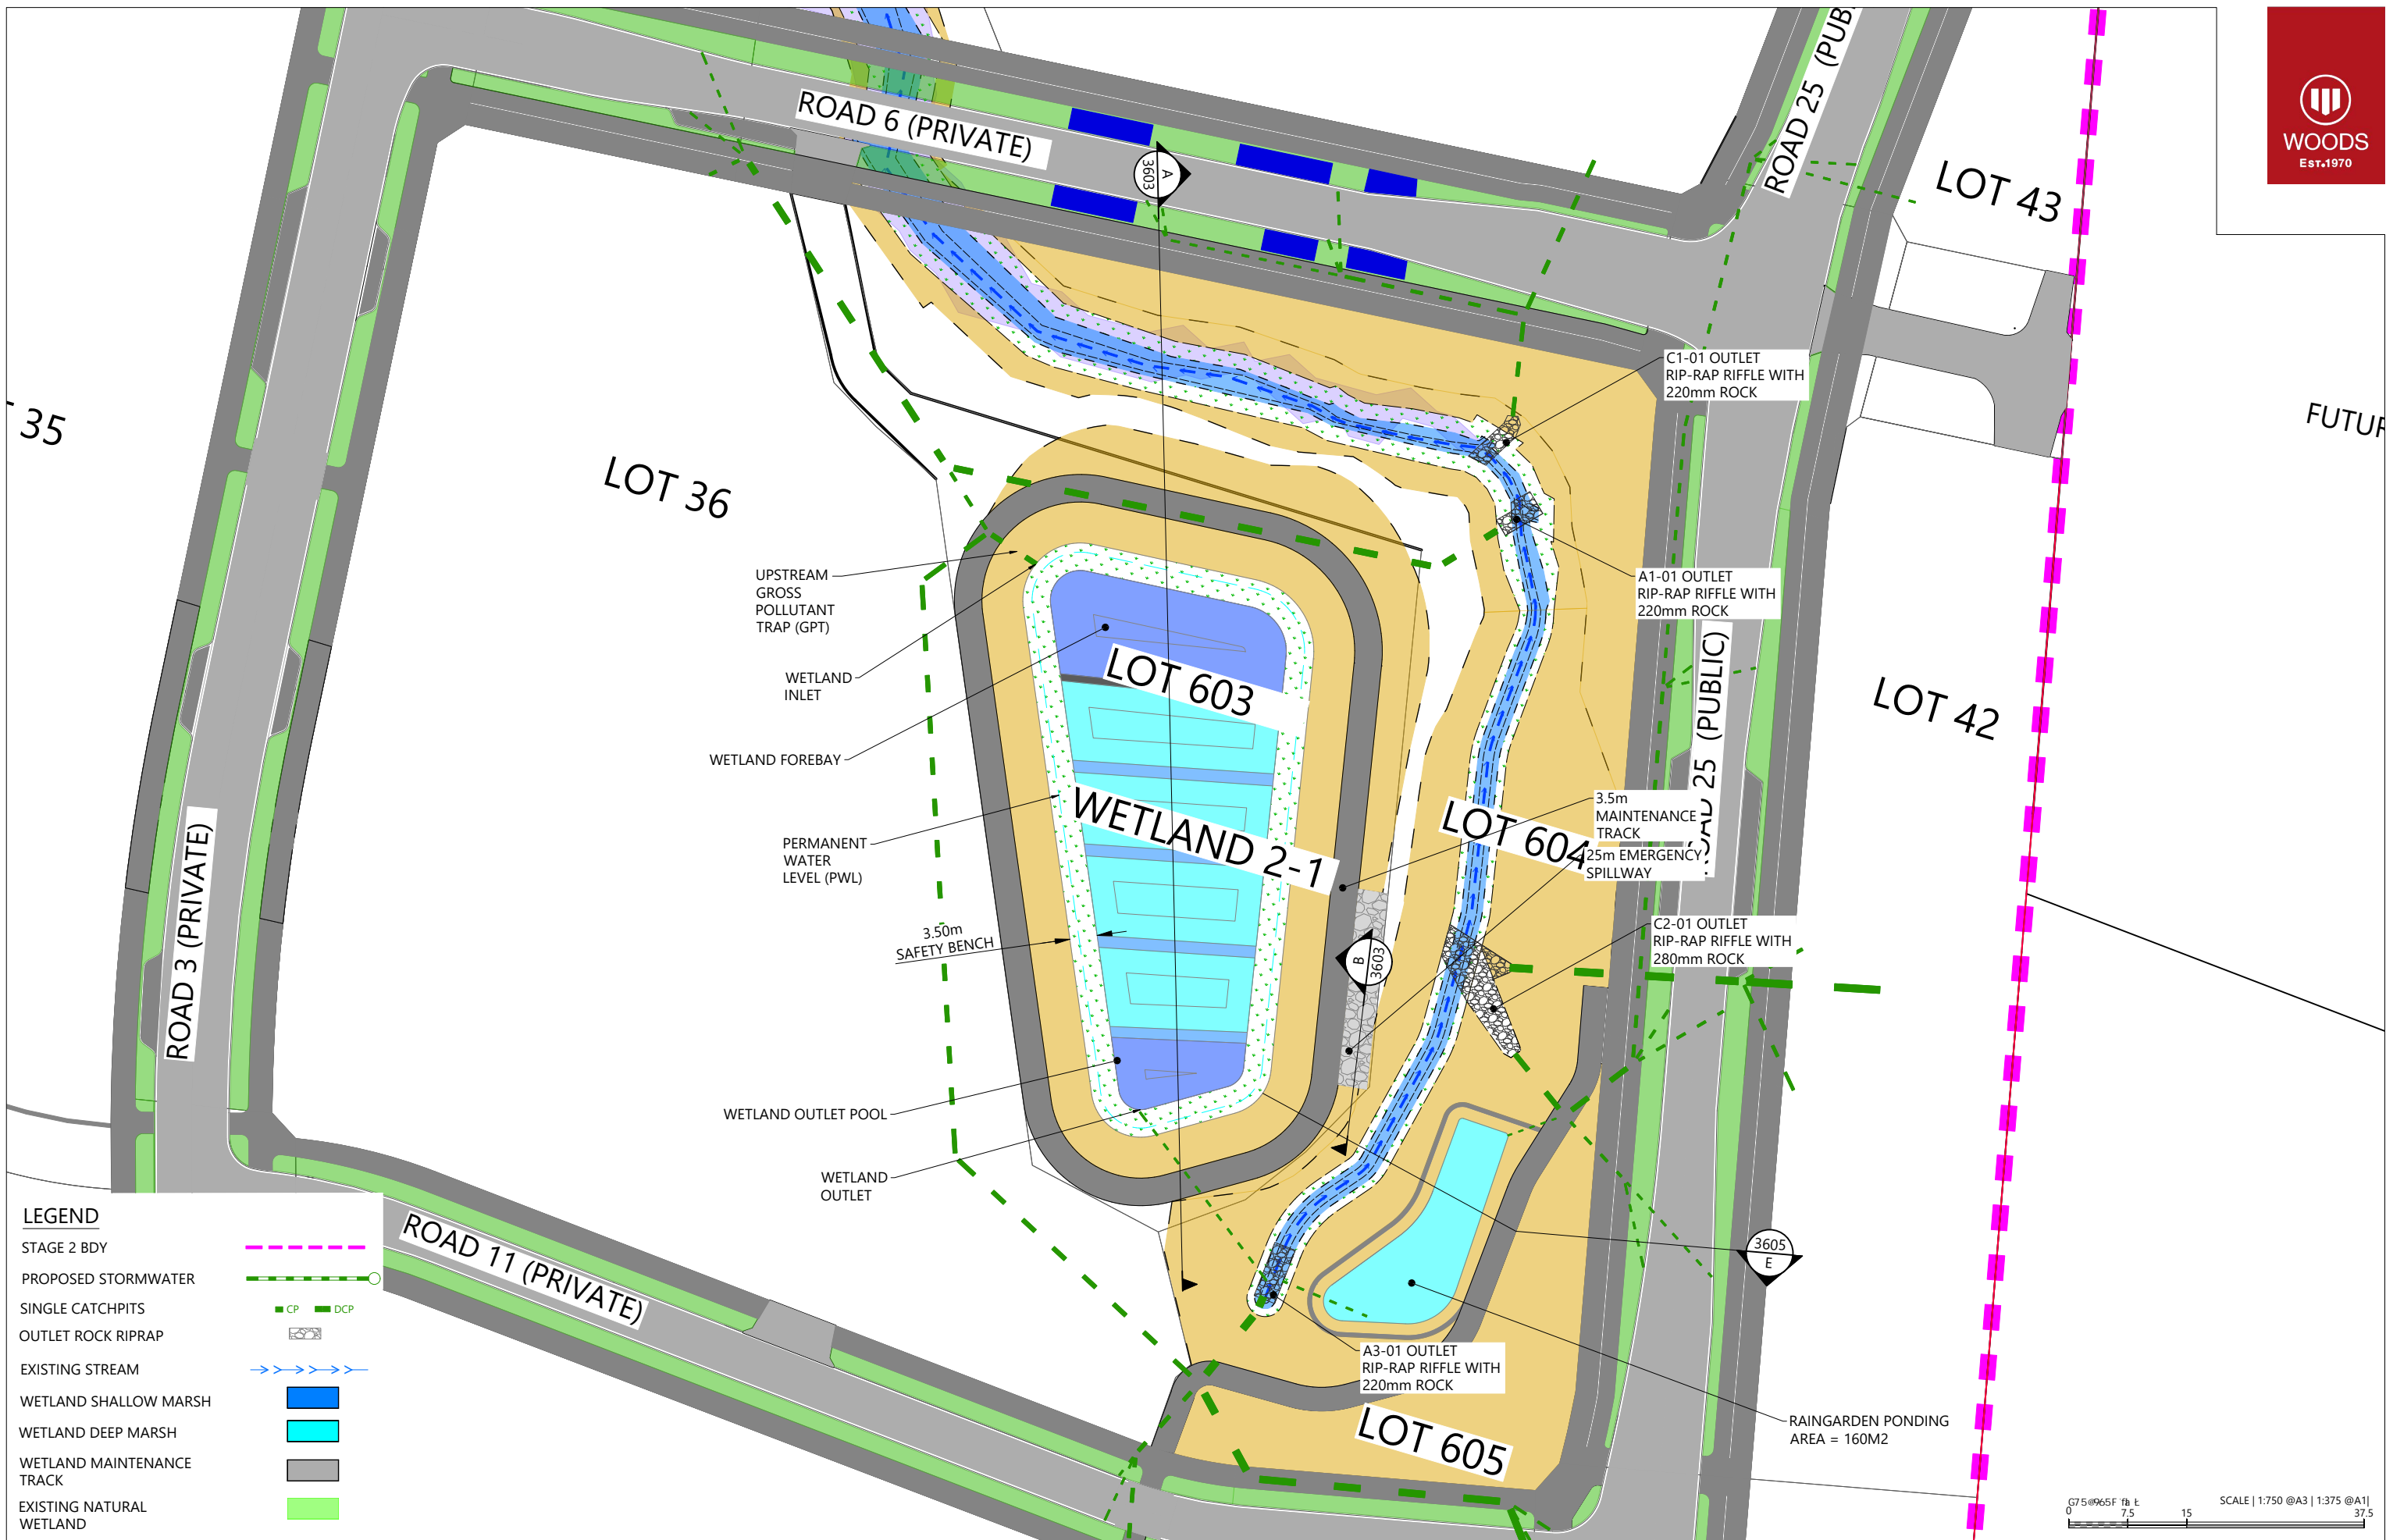 ROAD 6 (PRIVATE)
A
3603
ROAD 25 (PUB
LOT 43
WOODS
EST.1970
35
LOT 36
C1-01 OUTLET
RIP-RAP RIFFLE WITH
220mm ROCK
FUTUR
UPSTREAM
GROSS
POLLUTANT
TRAP (GPT)
A1-01 OUTLET
RIP-RAP RIFFLE WITH
220mm ROCK
WETLAND
INLET
LOT 603
LOT 42
WETLAND FOREBAY
ROAD 25 (PUBLIC)
WETLAND 2-1
LOT 604
3.5m
MAINTENANCE
TRACK
25m EMERGENCY
SPILLWAY
PERMANENT
WATER
LEVEL (PWL)
ROAD 3 (PRIVATE)
3.50m
SAFETY BENCH
B
3603
C2-01 OUTLET
RIP-RAP RIFFLE WITH
280mm ROCK
WETLAND OUTLET POOL
WETLAND
OUTLET
3605
E
ROAD 11 (PRIVATE)
A3-01 OUTLET
RIP-RAP RIFFLE WITH
220mm ROCK
LOT 605
RAINGARDEN PONDING
AREA = 160M2
LEGEND
STAGE 2 BDY
PROPOSED STORMWATER
SINGLE CATCHPITS
CP DCP
OUTLET ROCK RIPRAP
EXISTING STREAM
WETLAND SHALLOW MARSH
WETLAND DEEP MARSH
WETLAND MAINTENANCE
TRACK
EXISTING NATURAL
WETLAND
SCALE | 1:750 @A3 | 1:375 @A1|
0 7.5 15 37.5